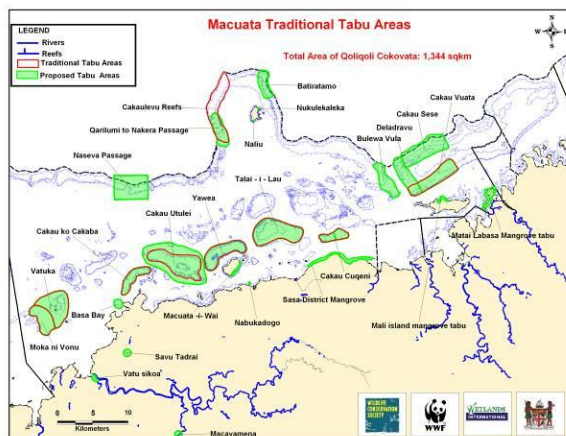 Macuata Traditional Tabu Areas
Total Area of Qoliqoli Cokovata: 1,344 sqkm
LEGEND
Rivers
Reefs
Traditional Tabu Areas
Proposed Tabu Areas
N
W
E
S
Batiratamo
Nukulekaleka
Cakaulevu Reefs
Qarilumi to Nakera Passage
Naliu
Cakau Vuata
Cakau Sese
Deladravu
Bulewa Vula
Naseva Passage
Talai - i - Lau
Yawea
Cakau Utulei
Cakau ko Cakaba
Vatuka
Matai Labasa Mangrove tabu
Cakau Cuqeni
Sasa-District Mangrove
Mali island mangrove tabu
Basa Bay
Macuata -i- Wai
Nabukadogo
Moka ni Vonu
Savu Tadrai
Vatu sikoa
Macavamena
0 5 10
Kilometers
WILDLIFE
CONSERVATION
SOCIETY
WWF
WETLANDS
INTERNATIONAL